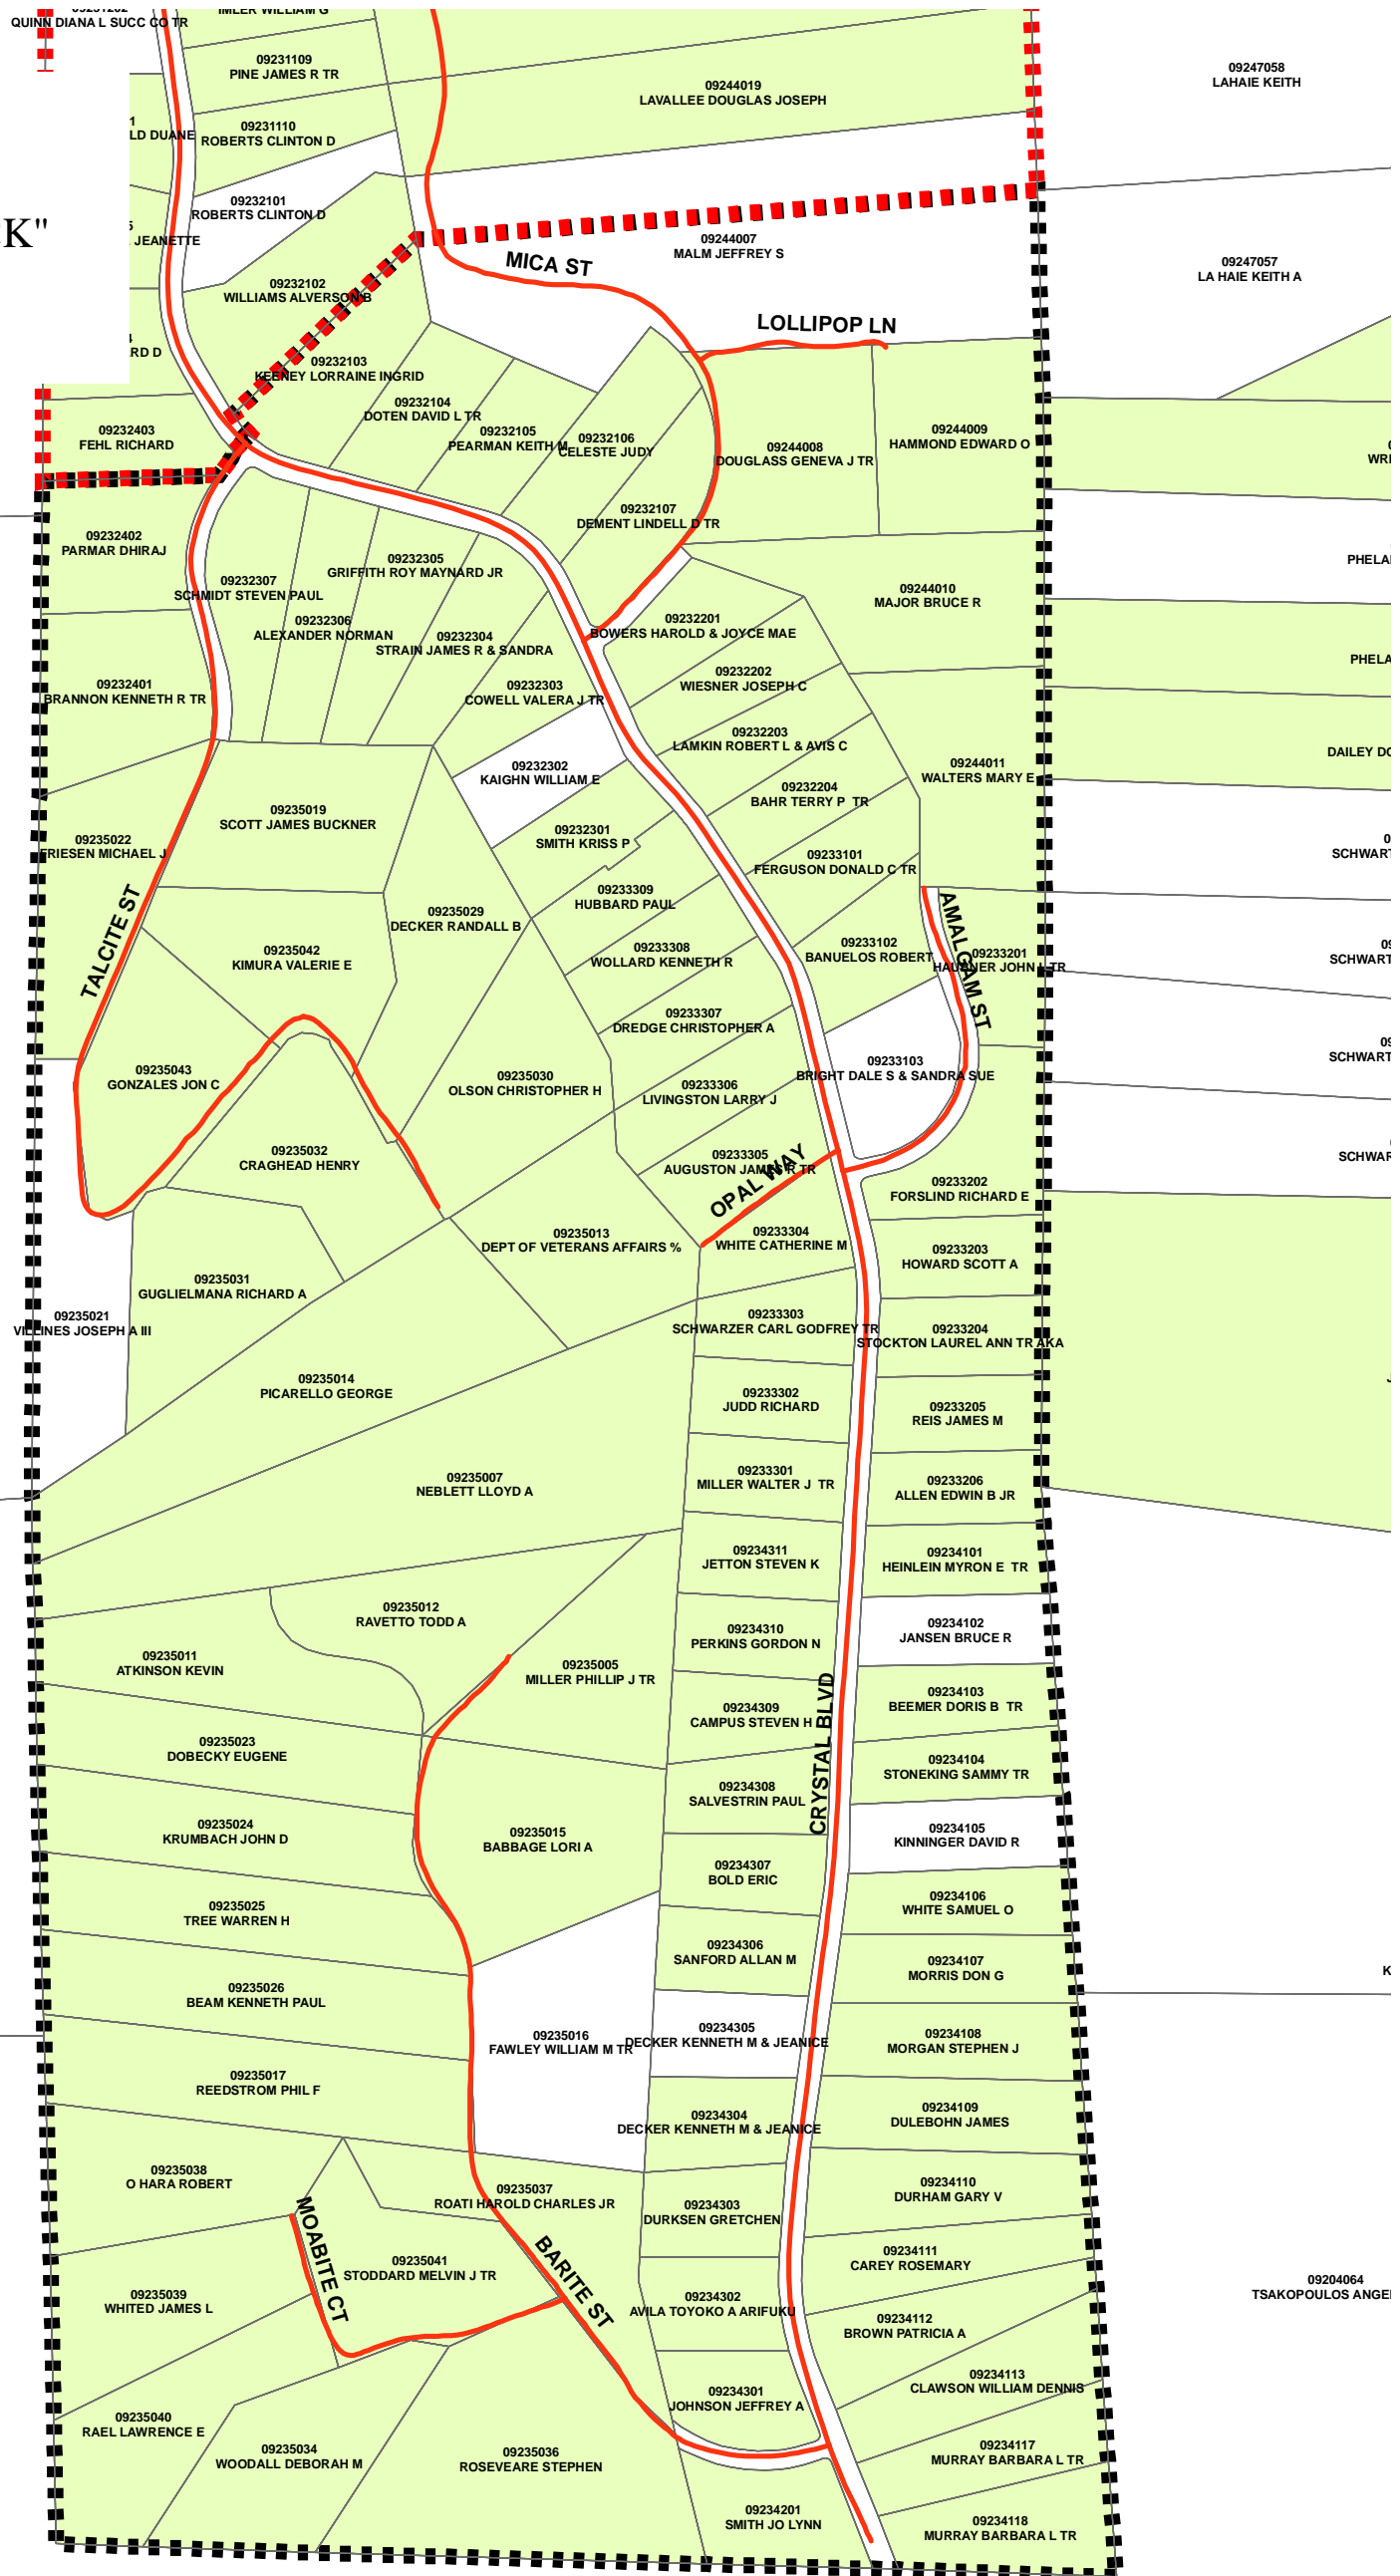 QUINN DIANA L SUCC CO TR
IMLER WILLIAM G
09231109
PINE JAMES R TR
09244019
LAVALLEE DOUGLAS JOSEPH
09247058
LAHAIE KEITH
LD DUANE
09231110
ROBERTS CLINTON D
09232101
ROBERTS CLINTON D
K"
JEANETTE
09244007
MALM JEFFREY S
09247057
LA HAIE KEITH A
MICA ST
09232102
WILLIAMS ALVERSON B
LOLLIPOP LN
RD D
09232103
KEENEY LORRAINE INGRID
09232104
DOTEN DAVID L TR
09232105
PEARMAN KEITH M
09232106
CELESTE JUDY
09244008
DOUGLASS GENEVA J TR
09244009
HAMMOND EDWARD O
09232403
FEHL RICHARD
WRI
09232107
DEMENT LINDELL D TR
09232402
PARMAR DHIRAJ
09232305
GRIFFITH ROY MAYNARD JR
PHELA
09232307
SCHMIDT STEVEN PAUL
09244010
MAJOR BRUCE R
09232306
ALEXANDER NORMAN
09232304
STRAIN JAMES R & SANDRA
09232201
BOWERS HAROLD & JOYCE MAE
PHELA
09232401
BRANNON KENNETH R TR
09232303
COWELL VALERA J TR
09232202
WIESNER JOSEPH C
09232203
LAMKIN ROBERT L & AVIS C
DAILEY DO
09232302
KAIGHN WILLIAM E
09244011
WALTERS MARY E
09232204
BAHR TERRY P  TR
09235019
SCOTT JAMES BUCKNER
09232301
SMITH KRISS P
09235022
FRIESEN MICHAEL J
09233101
FERGUSON DONALD C TR
SCHWART
09233309
HUBBARD PAUL
09235029
DECKER RANDALL B
TALCITE ST
09235042
KIMURA VALERIE E
09233308
WOLLARD KENNETH R
09233102
BANUELOS ROBERT
AMALGAM ST
09233201
HAUSNER JOHN L TR
SCHWART
09233307
DREDGE CHRISTOPHER A
09235043
GONZALES JON C
09235030
OLSON CHRISTOPHER H
09233306
LIVINGSTON LARRY J
09233103
BRIGHT DALE S & SANDRA SUE
SCHWART
09235032
CRAGHEAD HENRY
09233305
AUGUSTON JAMES R TR
OPAL WAY
SCHWAR
09233202
FORSLIND RICHARD E
09235013
DEPT OF VETERANS AFFAIRS %
09233304
WHITE CATHERINE M
09233203
HOWARD SCOTT A
09235031
GUGLIELMANA RICHARD A
09235021
VILLINES JOSEPH A III
09233303
SCHWARZER CARL GODFREY TR
09233204
STOCKTON LAUREL ANN TR AKA
09235014
PICARELLO GEORGE
09233302
JUDD RICHARD
09233205
REIS JAMES M
09235007
NEBLETT LLOYD A
09233301
MILLER WALTER J  TR
09233206
ALLEN EDWIN B JR
09234311
JETTON STEVEN K
09234101
HEINLEIN MYRON E  TR
09235012
RAVETTO TODD A
09234310
PERKINS GORDON N
09234102
JANSEN BRUCE R
09235011
ATKINSON KEVIN
09235005
MILLER PHILLIP J TR
09234309
CAMPUS STEVEN H
09234103
BEEMER DORIS B  TR
CRYSTAL BLVD
09235023
DOBECKY EUGENE
09234104
STONEKING SAMMY TR
09234308
SALVESTRIN PAUL
09235024
KRUMBACH JOHN D
09235015
BABBAGE LORI A
09234105
KINNINGER DAVID R
09234307
BOLD ERIC
09235025
TREE WARREN H
09234106
WHITE SAMUEL O
09234306
SANFORD ALLAN M
09234107
MORRIS DON G
K
09235026
BEAM KENNETH PAUL
09235016
FAWLEY WILLIAM M TR
09234305
DECKER KENNETH M & JEANICE
09234108
MORGAN STEPHEN J
09235017
REEDSTROM PHIL F
09234304
DECKER KENNETH M & JEANICE
09234109
DULEBOHN JAMES
09235038
O HARA ROBERT
09235037
ROATI HAROLD CHARLES JR
09234303
DURKSEN GRETCHEN
09234110
DURHAM GARY V
MOABITE CT
09235041
STODDARD MELVIN J TR
BARITE ST
09234111
CAREY ROSEMARY
09204064
TSAKOPOULOS ANGE
09235039
WHITED JAMES L
09234302
AVILA TOYOKO A ARIFUKU
09234112
BROWN PATRICIA A
09234113
CLAWSON WILLIAM DENNIS
09234301
JOHNSON JEFFREY A
09235040
RAEL LAWRENCE E
09235034
WOODALL DEBORAH M
09235036
ROSEVEARE STEPHEN
09234117
MURRAY BARBARA L TR
09234201
SMITH JO LYNN
09234118
MURRAY BARBARA L TR